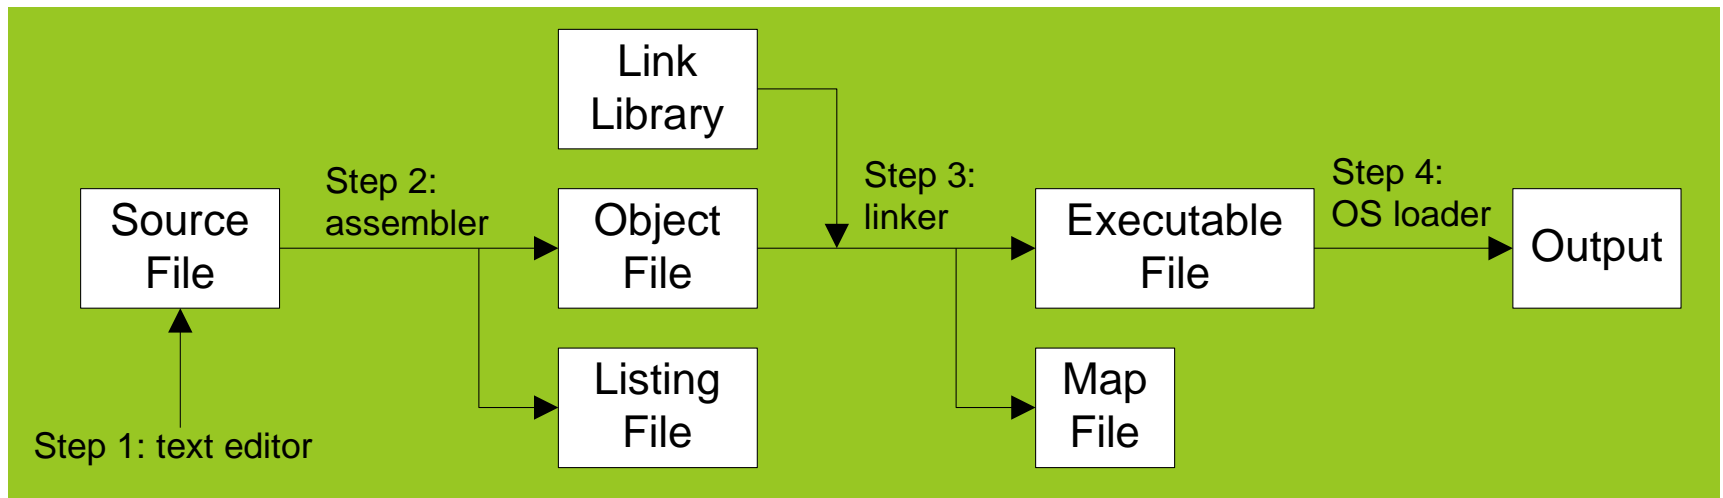 Link
Library
Step 2:
assembler
Step 3:
linker
Step 4:
OS loader
Source
File
Object
File
Executable
File
Output
Listing
File
Map
File
Step 1: text editor